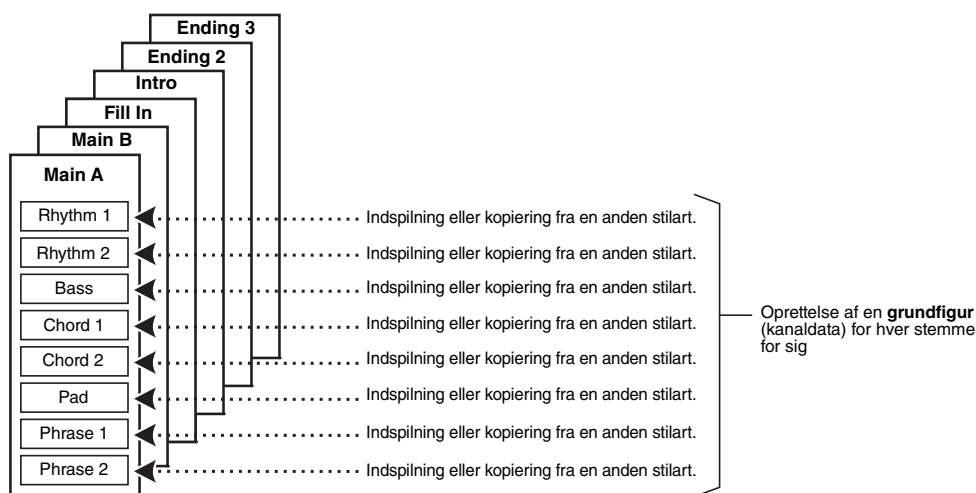 Ending 3
Ending 2
Intro
Fill In
Main B
Main A
Rhythm 1
Indspilning eller kopiering fra en anden stilart.
Rhythm 2
Indspilning eller kopiering fra en anden stilart.
Bass
Indspilning eller kopiering fra en anden stilart.
Chord 1
Indspilning eller kopiering fra en anden stilart.
Chord 2
Indspilning eller kopiering fra en anden stilart.
Pad
Indspilning eller kopiering fra en anden stilart.
Phrase 1
Indspilning eller kopiering fra en anden stilart.
Phrase 2
Indspilning eller kopiering fra en anden stilart.
Oprettelse af en grundfigur
(kanaldata) for hver stemme
for sig